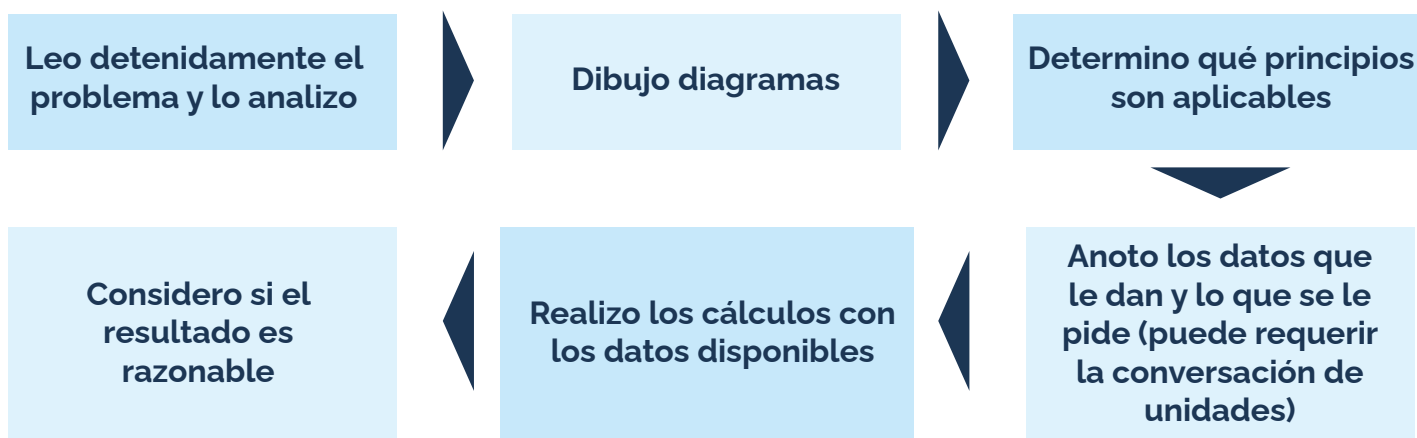 Leo detenidamente el
problema y lo analizo
Dibujo diagramas
Determino qué principios
son aplicables
Anoto los datos que
le dan y lo que se le
pide (puede requerir
la conversación de
unidades)
Realizo los cálculos con
los datos disponibles
Considero si el
resultado es
razonable